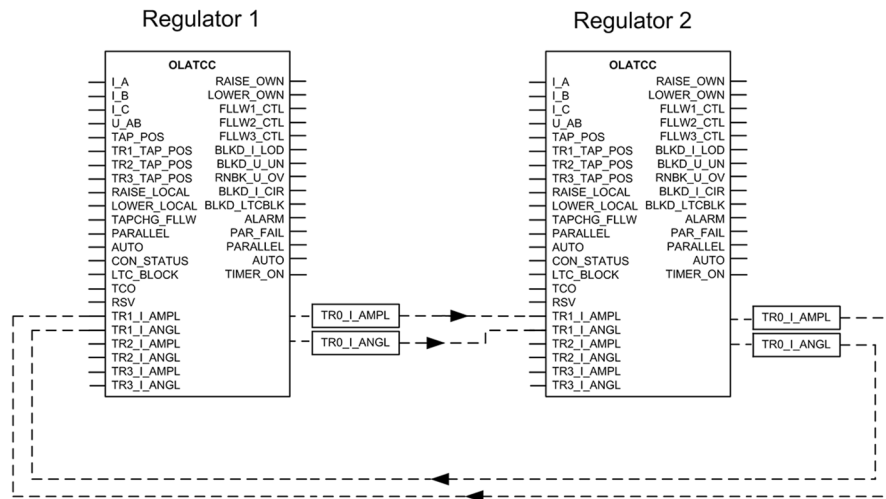 Regulator 1
OLATCC
I_A RAISE_OWN
I_B LOWER_OWN
I_C FLLW1_CTL
U_AB FLLW2_CTL
TAP_POS FLLW3_CTL
TR1_TAP_POS BLKD_I_LOD
TR2_TAP_POS BLKD_U_UN
TR3_TAP_POS RNBK_U_OV
RAISE_LOCAL BLKD_I_CIR
LOWER_LOCAL BLKD_LTCBLK
TAPCHG_FLLW ALARM
PARALLEL PAR_FAIL
AUTO PARALLEL
CON_STATUS AUTO
LTC_BLOCK TIMER_ON
TCO
RSV
TR1_I_AMPL
TR1_I_ANGL
TR2_I_AMPL
TR2_I_ANGL
TR3_I_AMPL
TR3_I_ANGL
TR0_I_AMPL
TR0_I_ANGL
Regulator 2
OLATCC
I_A RAISE_OWN
I_B LOWER_OWN
I_C FLLW1_CTL
U_AB FLLW2_CTL
TAP_POS FLLW3_CTL
TR1_TAP_POS BLKD_I_LOD
TR2_TAP_POS BLKD_U_UN
TR3_TAP_POS RNBK_U_OV
RAISE_LOCAL BLKD_I_CIR
LOWER_LOCAL BLKD_LTCBLK
TAPCHG_FLLW ALARM
PARALLEL PAR_FAIL
AUTO PARALLEL
CON_STATUS AUTO
LTC_BLOCK TIMER_ON
TCO
RSV
TR1_I_AMPL
TR1_I_ANGL
TR2_I_AMPL
TR2_I_ANGL
TR3_I_AMPL
TR3_I_ANGL
TR0_I_AMPL
TR0_I_ANGL